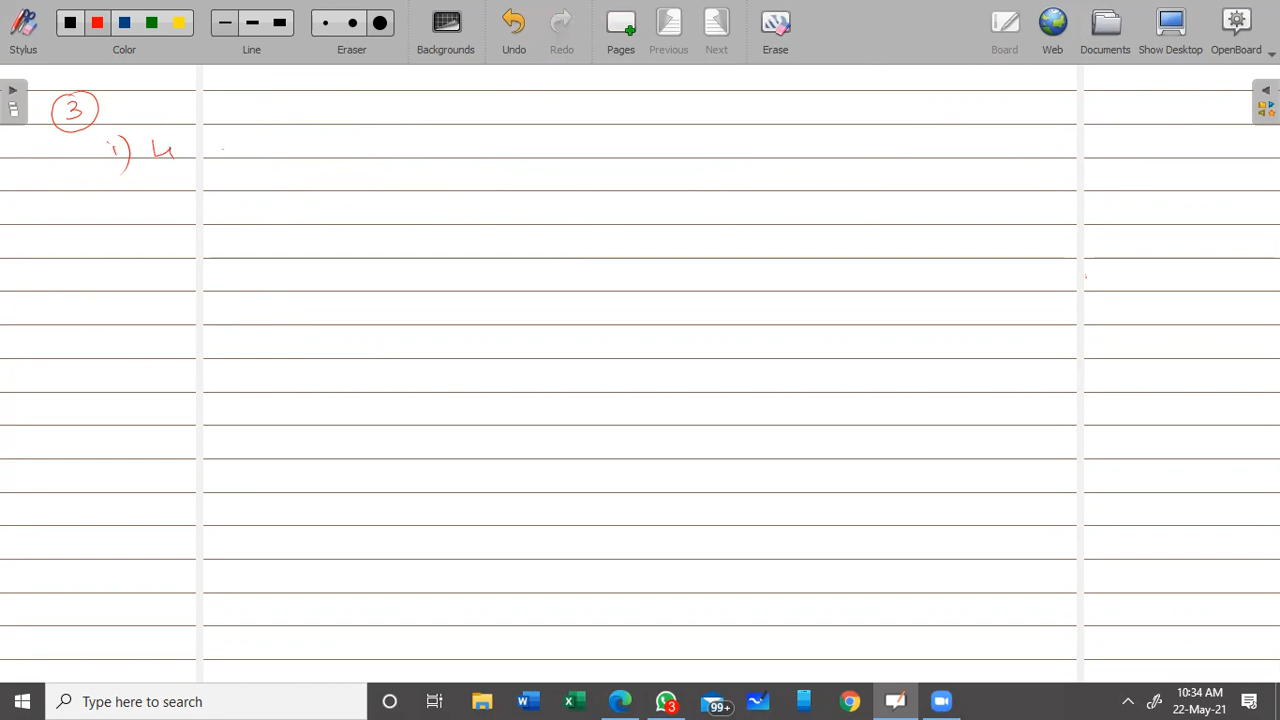 Stylus
Color
Line
Eraser
Backgrounds
Undo
Redo
Pages
Previous
Next
Erase
Board
Web
Documents
Show Desktop
OpenBoard
3
i) 4
Type here to search
3
99+
10:34 AM
22-May-21